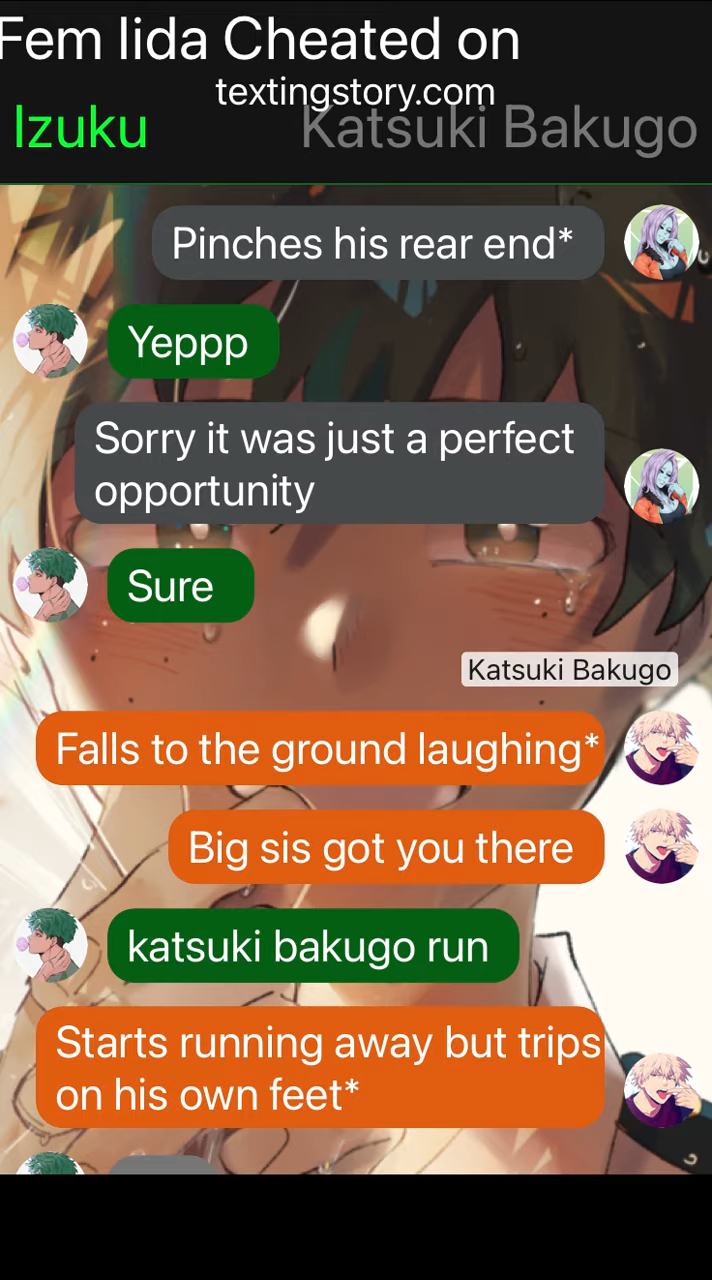 Fem Iida Cheated on
textingstory.com
Izuku
Katsuki Bakugo
Pinches his rear end*
Yeppp
Sorry it was just a perfect
opportunity
Sure
Katsuki Bakugo
Falls to the ground laughing*
Big sis got you there
katsuki bakugo run
Starts running away but trips
on his own feet*